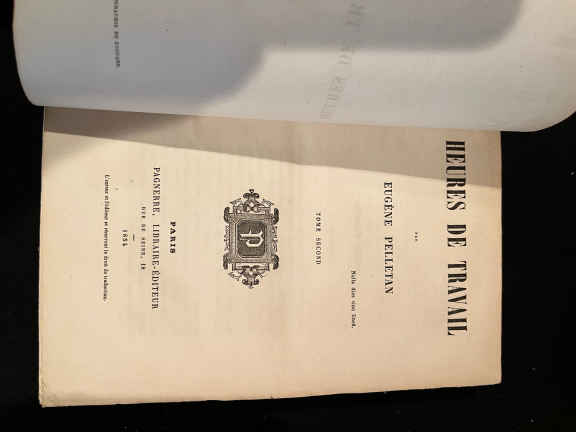 HEURES DE TRAVAIL
PAR
EUGÈNE PELLETAN
Nulla dies sine lineâ.
TOME SECOND
P
PARIS
PAGNERRE, LIBRAIRE-ÉDITEUR
RUE DE SEINE, 18
1854
L'auteur et l'éditeur se réservent le droit de traduction.